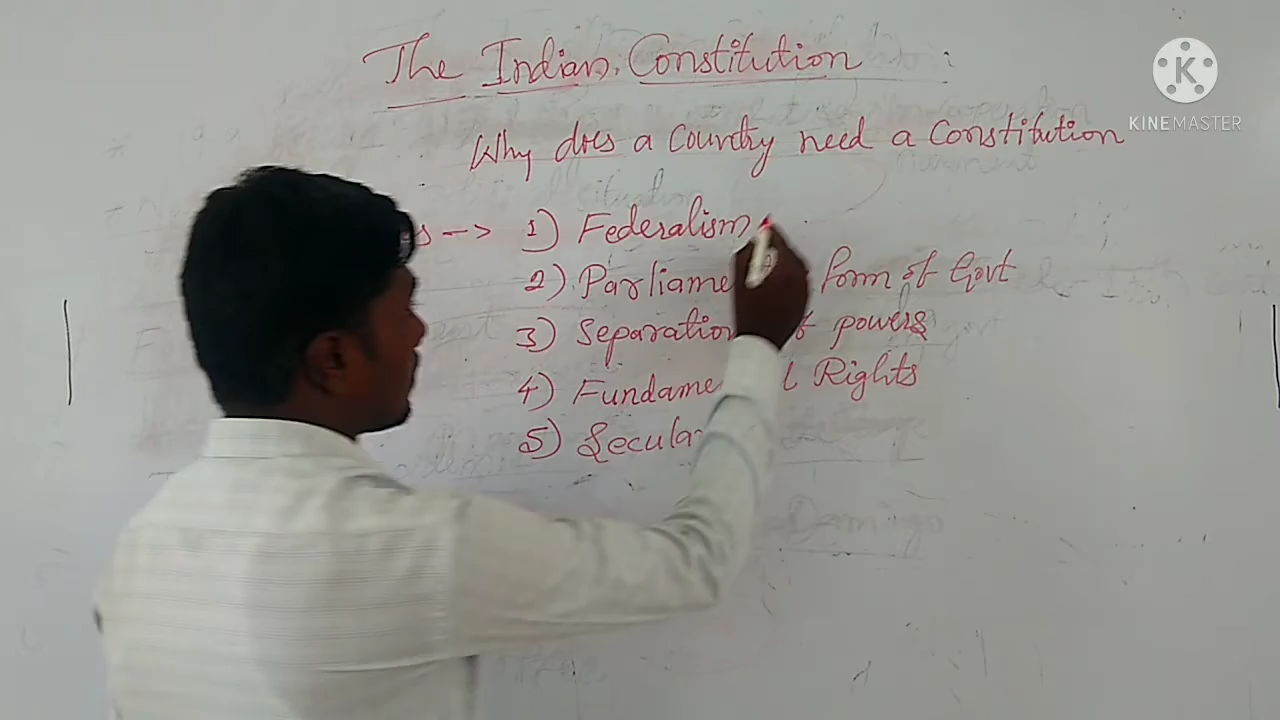 The Indian Constitution :
KINEMASTER
Why does a Country need a Constitution
-> 1) Federalism
2) Parliame form of Govt
3) Separation powers
4) Fundame Rights
5) Secula